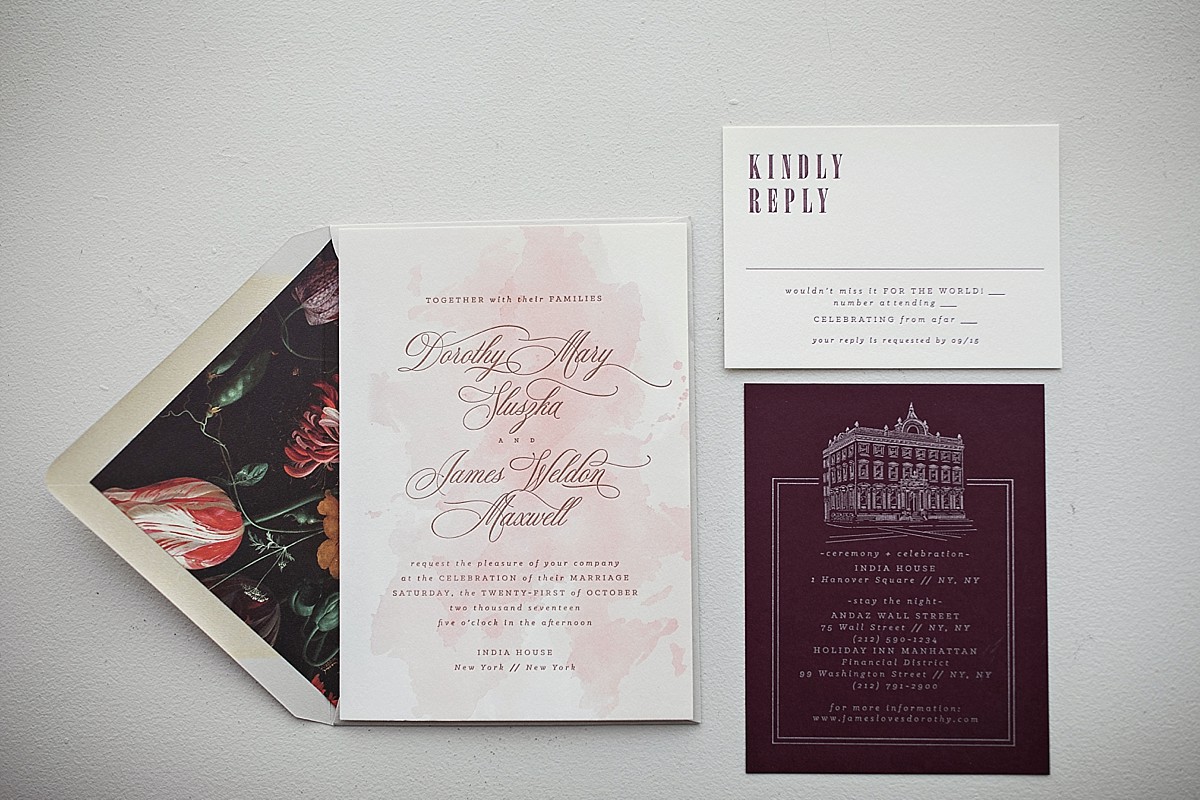 TOGETHER with their FAMILIES
Dorothy Mary
Sluszka
AND
James Weldon
Maxwell
request the pleasure of your company
at the CELEBRATION of their MARRIAGE
SATURDAY, the TWENTY-FIRST of OCTOBER
two thousand seventeen
five o'clock in the afternoon
INDIA HOUSE
New York // New York
KINDLY
REPLY
wouldn't miss it FOR THE WORLD! ___
number attending ___
CELEBRATING from afar ___
your reply is requested by 09/15
-ceremony + celebration-
INDIA HOUSE
1 Hanover Square // NY, NY
-stay the night-
ANDAZ WALL STREET
75 Wall Street // NY, NY
(212) 590-1234
HOLIDAY INN MANHATTAN
Financial District
99 Washington Street // NY, NY
(212) 791-2900
for more information:
www.jameslovesdorothy.com